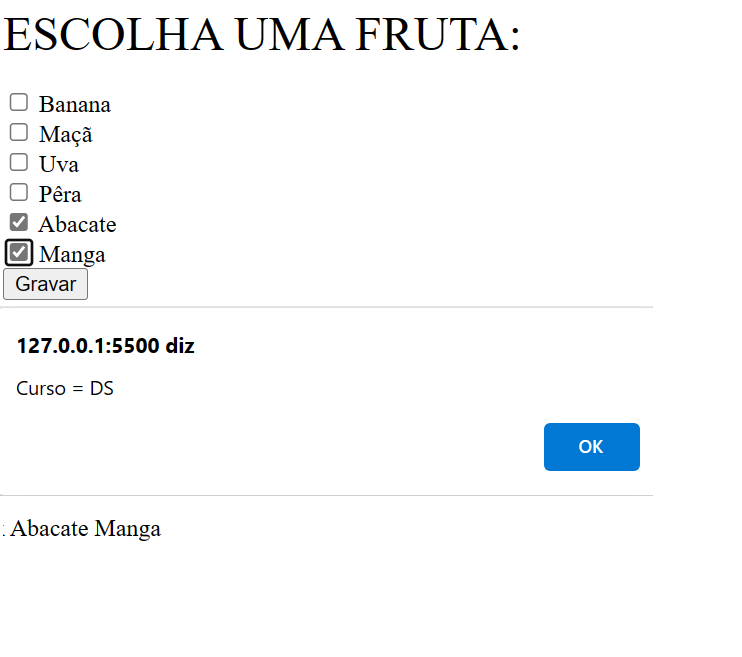 ESCOLHA UMA FRUTA:
Banana
Maçã
Uva
Pêra
Abacate
Manga
Gravar
127.0.0.1:5500 diz
Curso = DS
OK
: Abacate Manga